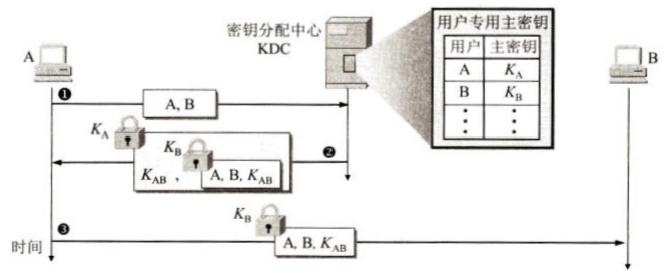 密钥分配中心
KDC
用户专用主密钥
用户 主密钥
A K_A
B K_B
⋮ ⋮
A
B
❶
A, B
K_A
K_B
❷
K_AB , A, B, K_AB
K_B
❸
A, B, K_AB
时间